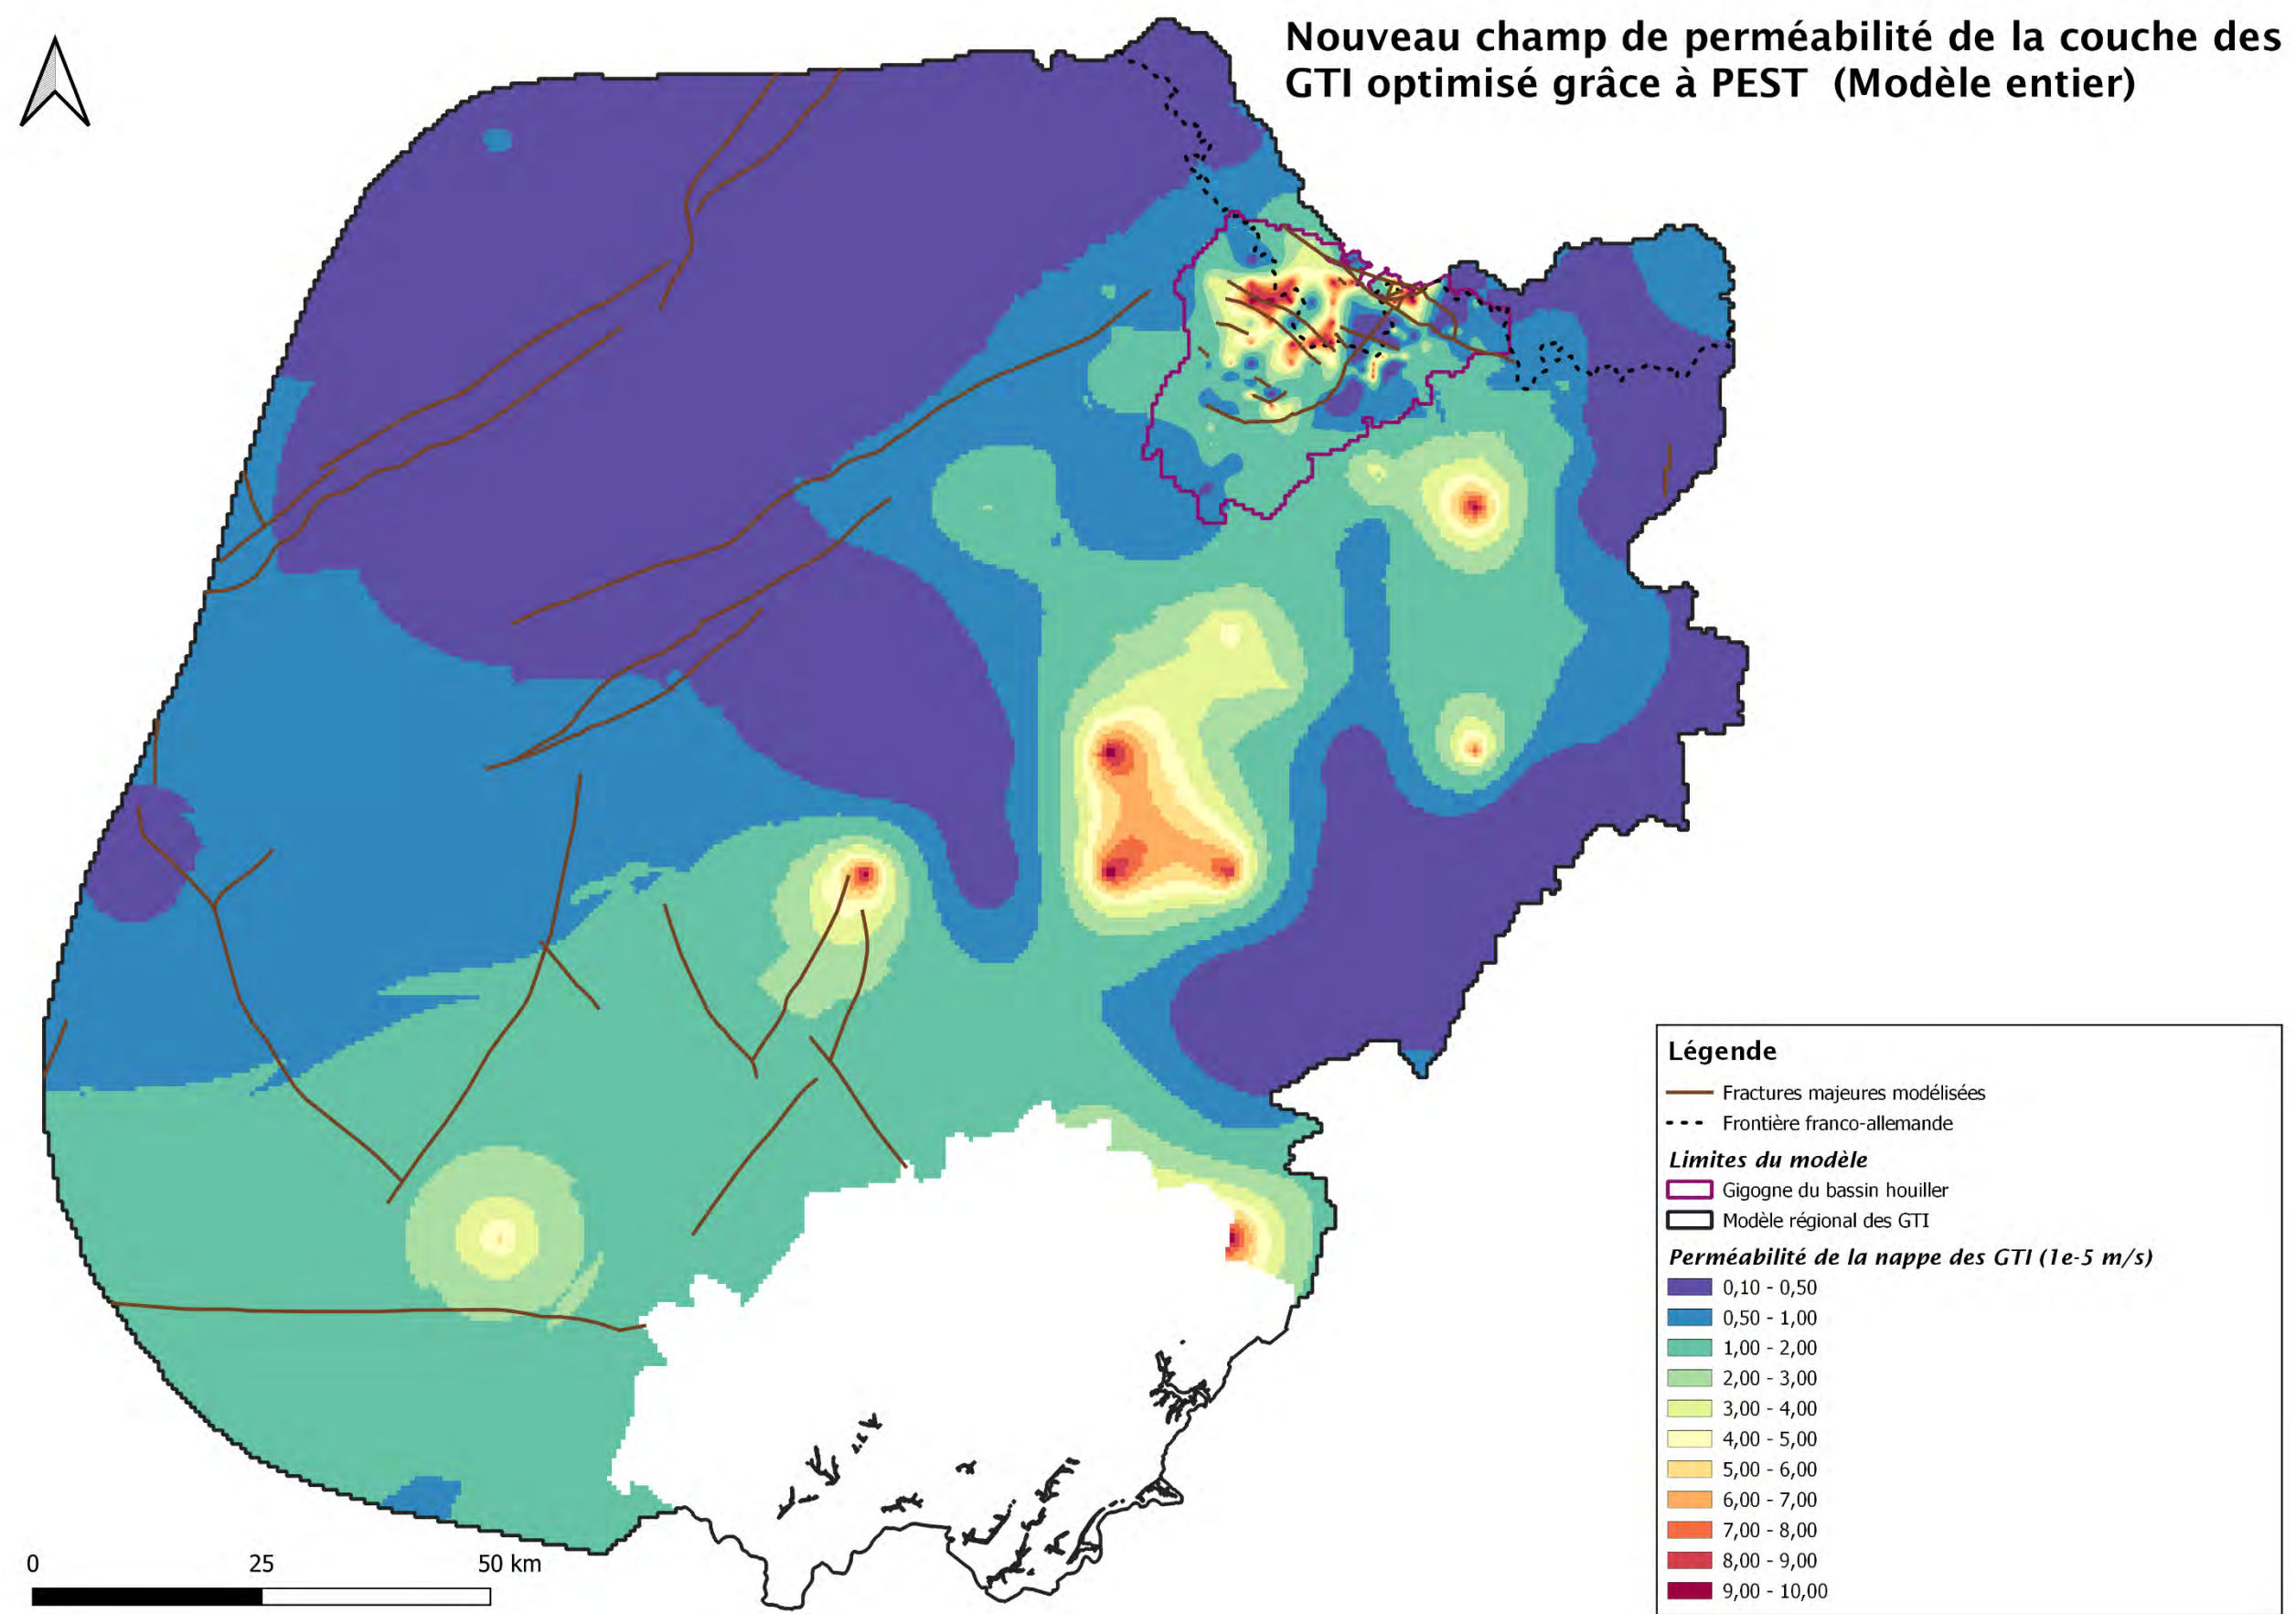 Nouveau champ de perméabilité de la couche des
GTI optimisé grâce à PEST (Modèle entier)
Légende
Fractures majeures modélisées
Frontière franco-allemande
Limites du modèle
Gigogne du bassin houiller
Modèle régional des GTI
Perméabilité de la nappe des GTI (1e-5 m/s)
0,10 - 0,50
0,50 - 1,00
1,00 - 2,00
2,00 - 3,00
3,00 - 4,00
4,00 - 5,00
5,00 - 6,00
6,00 - 7,00
7,00 - 8,00
8,00 - 9,00
9,00 - 10,00
0 25 50 km